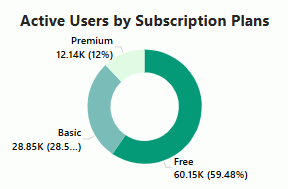 Active Users by Subscription Plans
Premium
12.14K (12%)
Basic
28.85K (28.5...)
Free
60.15K (59.48%)